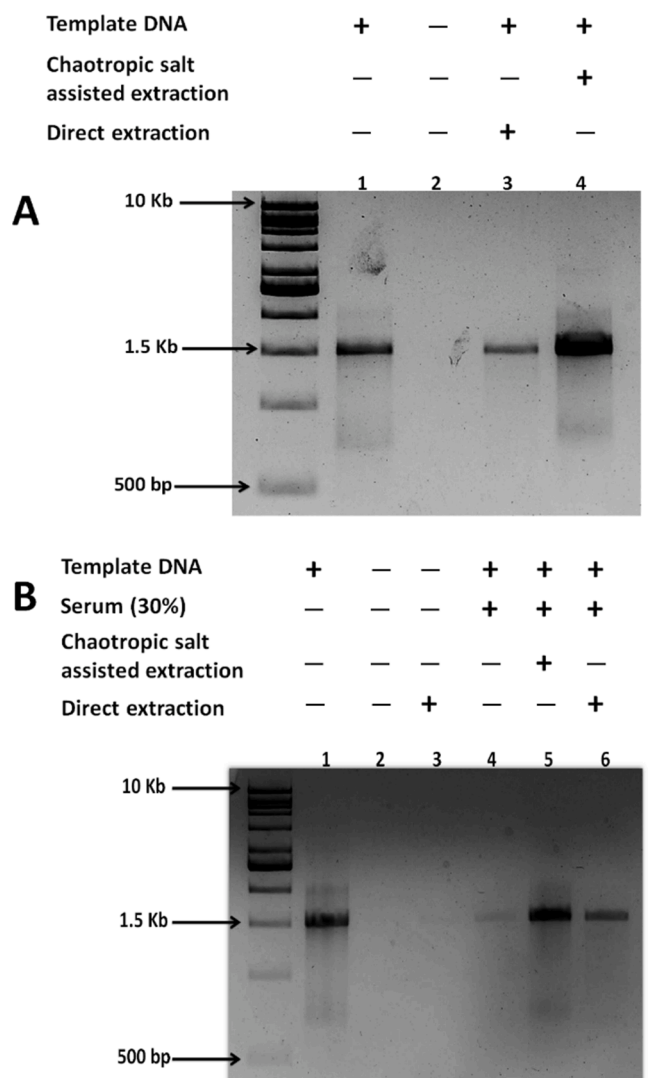 Template DNA + — + +
Chaotropic salt
assisted extraction — — — +
Direct extraction — — + —
A
1 2 3 4
10 Kb
1.5 Kb
500 bp
B
Template DNA + — — + + +
Serum (30%) — — — + + +
Chaotropic salt
assisted extraction — — — — + —
Direct extraction — — + — — +
1 2 3 4 5 6
10 Kb
1.5 Kb
500 bp